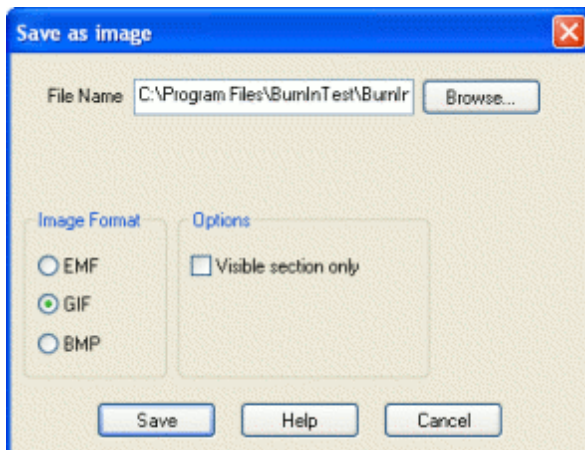 Save as image
File Name C:\Program Files\BurnInTest\BurnIr Browse...
Image Format Options
EMF Visible section only
GIF
BMP
Save Help Cancel